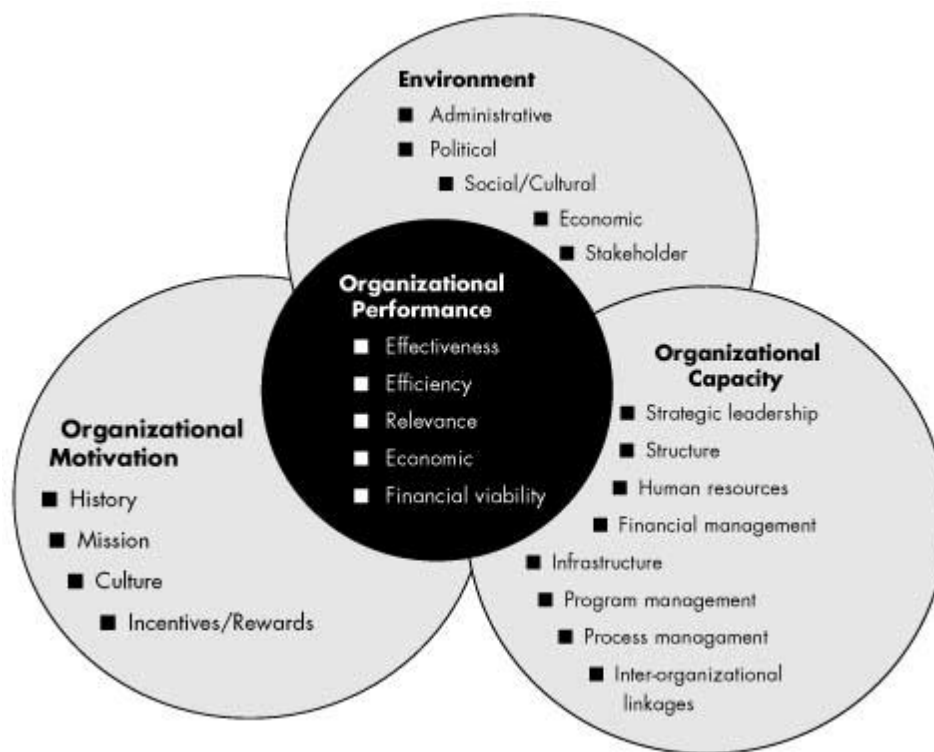 Environment
Administrative
Political
Social/Cultural
Economic
Stakeholder
Organizational
Performance
Effectiveness
Efficiency
Relevance
Economic
Financial viability
Organizational
Capacity
Strategic leadership
Structure
Human resources
Financial management
Infrastructure
Program management
Process managament
Inter-organizational
linkages
Organizational
Motivation
History
Mission
Culture
Incentives/Rewards